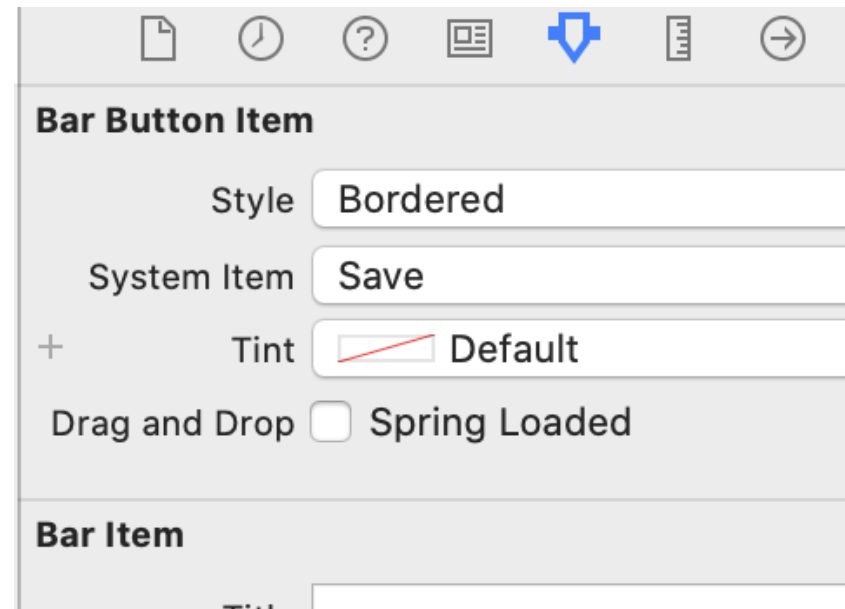 Bar Button Item
Style Bordered
System Item Save
Tint Default
Drag and Drop Spring Loaded
Bar Item